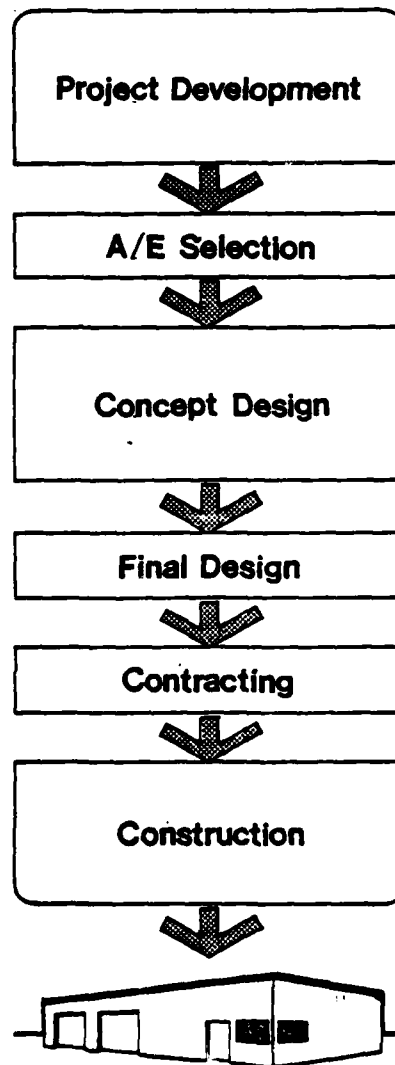 Project Development
A/E Selection
Concept Design
Final Design
Contracting
Construction